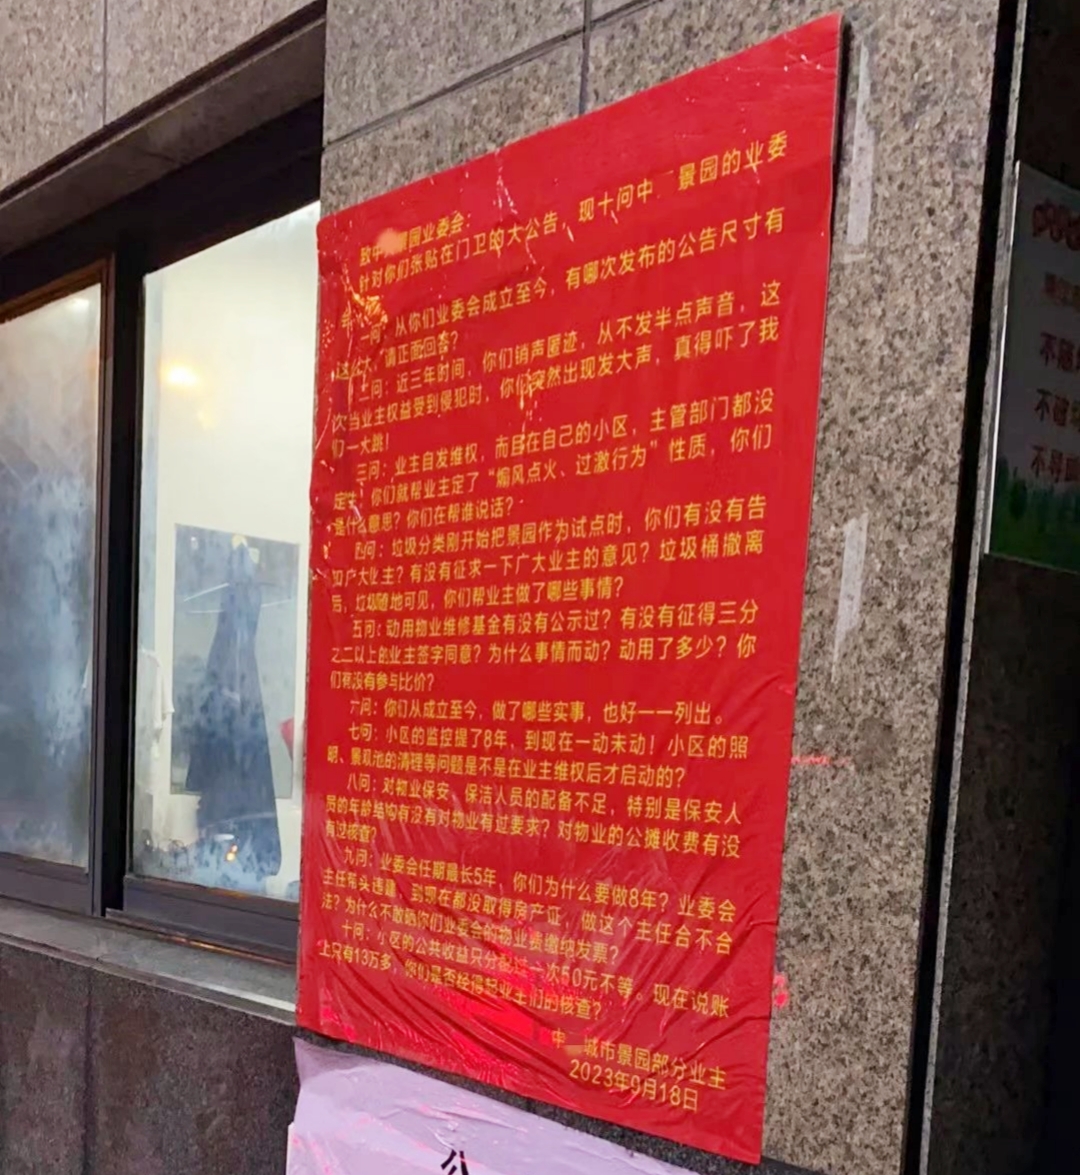 致中 景园业委会：
针对你们张贴在门卫的大公告，现十问中 景园的业委
会 一问：从你们业委会成立至今，有哪次发布的公告尺寸有
这么大，请正面回答？
二问：近三年时间，你们销声匿迹，从不发半点声音，这
次当业主权益受到侵犯时，你们突然出现发大声，真得吓了我
们一大跳！
三问：业主自发维权，而且在自己的小区，主管部门都没
定性，你们就帮业主定了“煽风点火、过激行为”性质，你们
是什么意思？你们在帮谁说话？
四问：垃圾分类刚开始把景园作为试点时，你们有没有告
知广大业主？有没有征求一下广大业主的意见？垃圾桶撤离
后，垃圾随地可见，你们帮业主做了哪些事情？
五问：动用物业维修基金有没有公示过？有没有征得三分
之二以上的业主签字同意？为什么事情而动？动用了多少？你
们有没有参与比价？
六问：你们从成立至今，做了哪些实事，也好一一列出。
七问：小区的监控提了8年，到现在一动未动！小区的照
明、景观池的清理等问题是不是在业主维权后才启动的？
八问：对物业保安、保洁人员的配备不足，特别是保安人
员的年龄结构有没有对物业有过要求？对物业的公摊收费有没
有过核查？
九问：业委会任期最长5年，你们为什么要做8年？业委会
主任带头违建，到现在都没取得房产证，做这个主任合不合
法？为什么不敢晒你们业委会的物业费缴纳发票？
十问：小区的公共收益只分 一次50元不等。现在说账
上只有13万多，你们是否经得起业主们的核查？
中 城市景园部分业主
2023年9月18日
公
不随
不
不寻